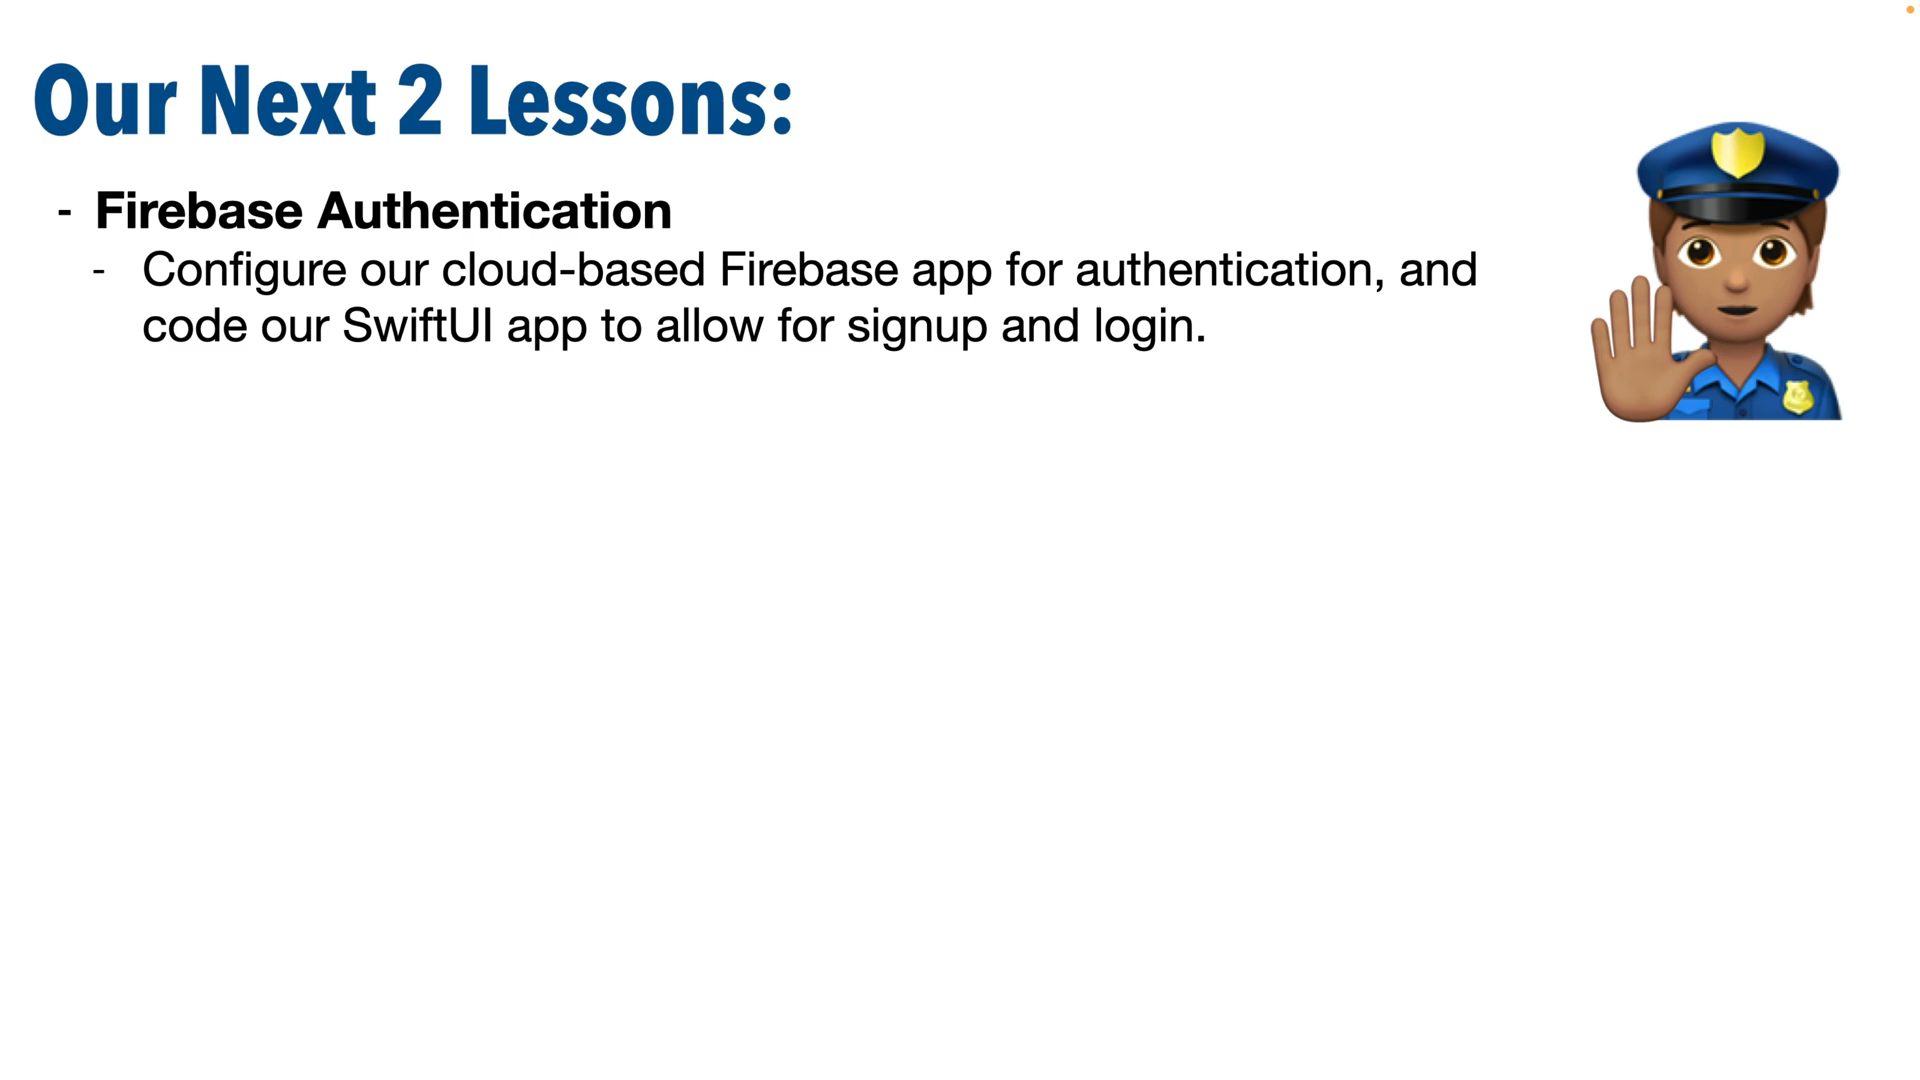 Our Next 2 Lessons:
- Firebase Authentication
- Configure our cloud-based Firebase app for authentication, and
code our SwiftUI app to allow for signup and login.